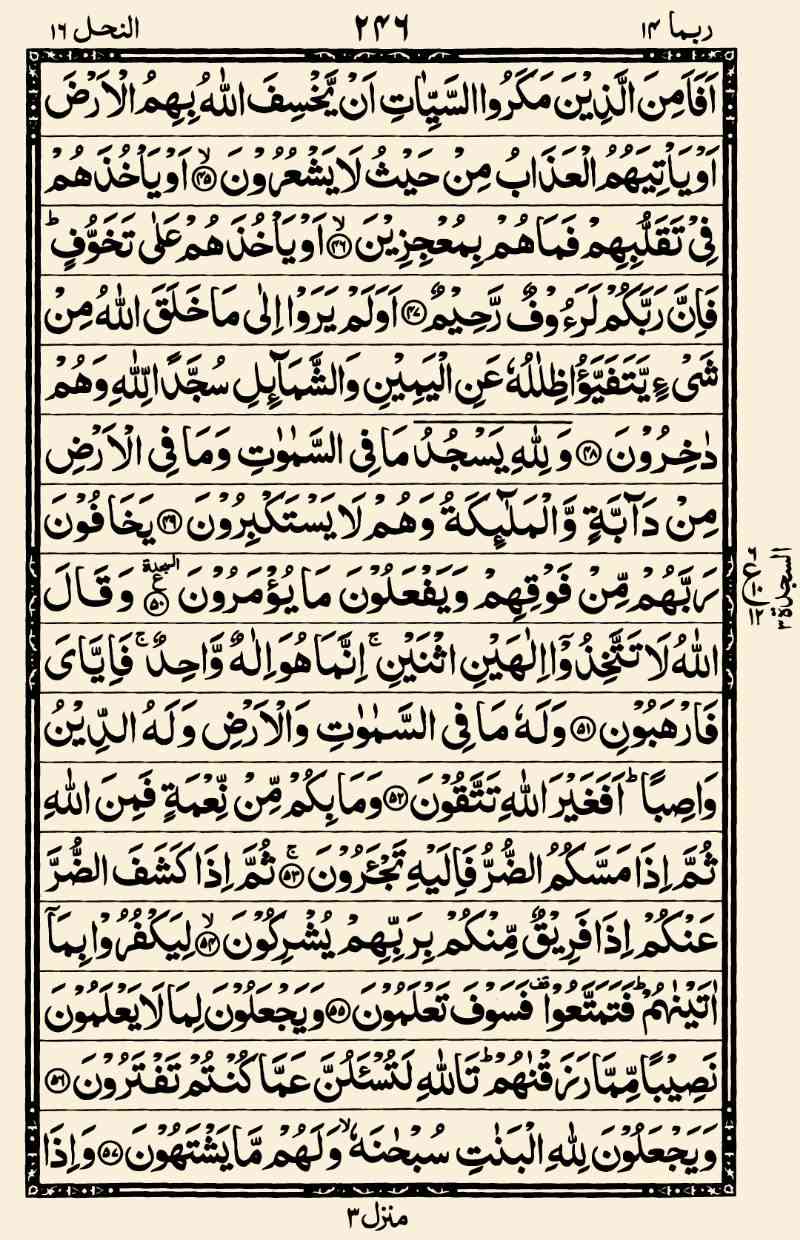 ربما ۱۴
۲۴۶
النحل ۱۶
اَفَاَمِنَ الَّذِيْنَ مَكَرُوا السَّيِّاٰتِ اَنْ يَّخْسِفَ اللّٰهُ بِهِمُ الْاَرْضَ
اَوْ يَاْتِيَهُمُ الْعَذَابُ مِنْ حَيْثُ لَا يَشْعُرُوْنَ ۙ﴿۴۵﴾ اَوْ يَاْخُذَهُمْ
فِيْ تَقَلُّبِهِمْ فَمَا هُمْ بِمُعْجِزِيْنَ ۙ﴿۴۶﴾ اَوْ يَاْخُذَهُمْ عَلٰى تَخَوُّفٍ ؕ
فَاِنَّ رَبَّكُمْ لَرَءُوْفٌ رَّحِيْمٌ ﴿۴۷﴾ اَوَلَمْ يَرَوْا اِلٰى مَا خَلَقَ اللّٰهُ مِنْ
شَيْءٍ يَّتَفَيَّؤُا ظِلٰلُهٗ عَنِ الْيَمِيْنِ وَالشَّمَآئِلِ سُجَّدًا لِّلّٰهِ وَهُمْ
دٰخِرُوْنَ ﴿۴۸﴾ وَ لِلّٰهِ يَسْجُدُ مَا فِي السَّمٰوٰتِ وَمَا فِي الْاَرْضِ
مِنْ دَآبَّةٍ وَّالْمَلٰٓئِكَةُ وَهُمْ لَا يَسْتَكْبِرُوْنَ ﴿۴۹﴾ يَخَافُوْنَ
رَبَّهُمْ مِّنْ فَوْقِهِمْ وَيَفْعَلُوْنَ مَا يُؤْمَرُوْنَ ﴿۵۰﴾ السجدة ع وَقَالَ
السجدة ۳
ع ۱۰ ۱۲
اللّٰهُ لَا تَتَّخِذُوْٓا اِلٰهَيْنِ اثْنَيْنِ ۚ اِنَّمَا هُوَ اِلٰهٌ وَّاحِدٌ ۚ فَاِيَّايَ
فَارْهَبُوْنِ ﴿۵۱﴾ وَلَهٗ مَا فِي السَّمٰوٰتِ وَالْاَرْضِ وَلَهُ الدِّيْنُ
وَاصِبًا ؕ اَفَغَيْرَ اللّٰهِ تَتَّقُوْنَ ﴿۵۲﴾ وَمَا بِكُمْ مِّنْ نِّعْمَةٍ فَمِنَ اللّٰهِ
ثُمَّ اِذَا مَسَّكُمُ الضُّرُّ فَاِلَيْهِ تَجْـَٔرُوْنَ ۚ﴿۵۳﴾ ثُمَّ اِذَا كَشَفَ الضُّرَّ
عَنْكُمْ اِذَا فَرِيْقٌ مِّنْكُمْ بِرَبِّهِمْ يُشْرِكُوْنَ ۙ﴿۵۴﴾ لِيَكْفُرُوْا بِمَآ
اٰتَيْنٰهُمْ ؕ فَتَمَتَّعُوْا قف فَسَوْفَ تَعْلَمُوْنَ ﴿۵۵﴾ وَيَجْعَلُوْنَ لِمَا لَا يَعْلَمُوْنَ
نَصِيْبًا مِّمَّا رَزَقْنٰهُمْ ؕ تَاللّٰهِ لَتُسْـَٔلُنَّ عَمَّا كُنْتُمْ تَفْتَرُوْنَ ﴿۵۶﴾
وَيَجْعَلُوْنَ لِلّٰهِ الْبَنٰتِ سُبْحٰنَهٗ ۙ وَلَهُمْ مَّا يَشْتَهُوْنَ ﴿۵۷﴾ وَاِذَا
منزل ۳